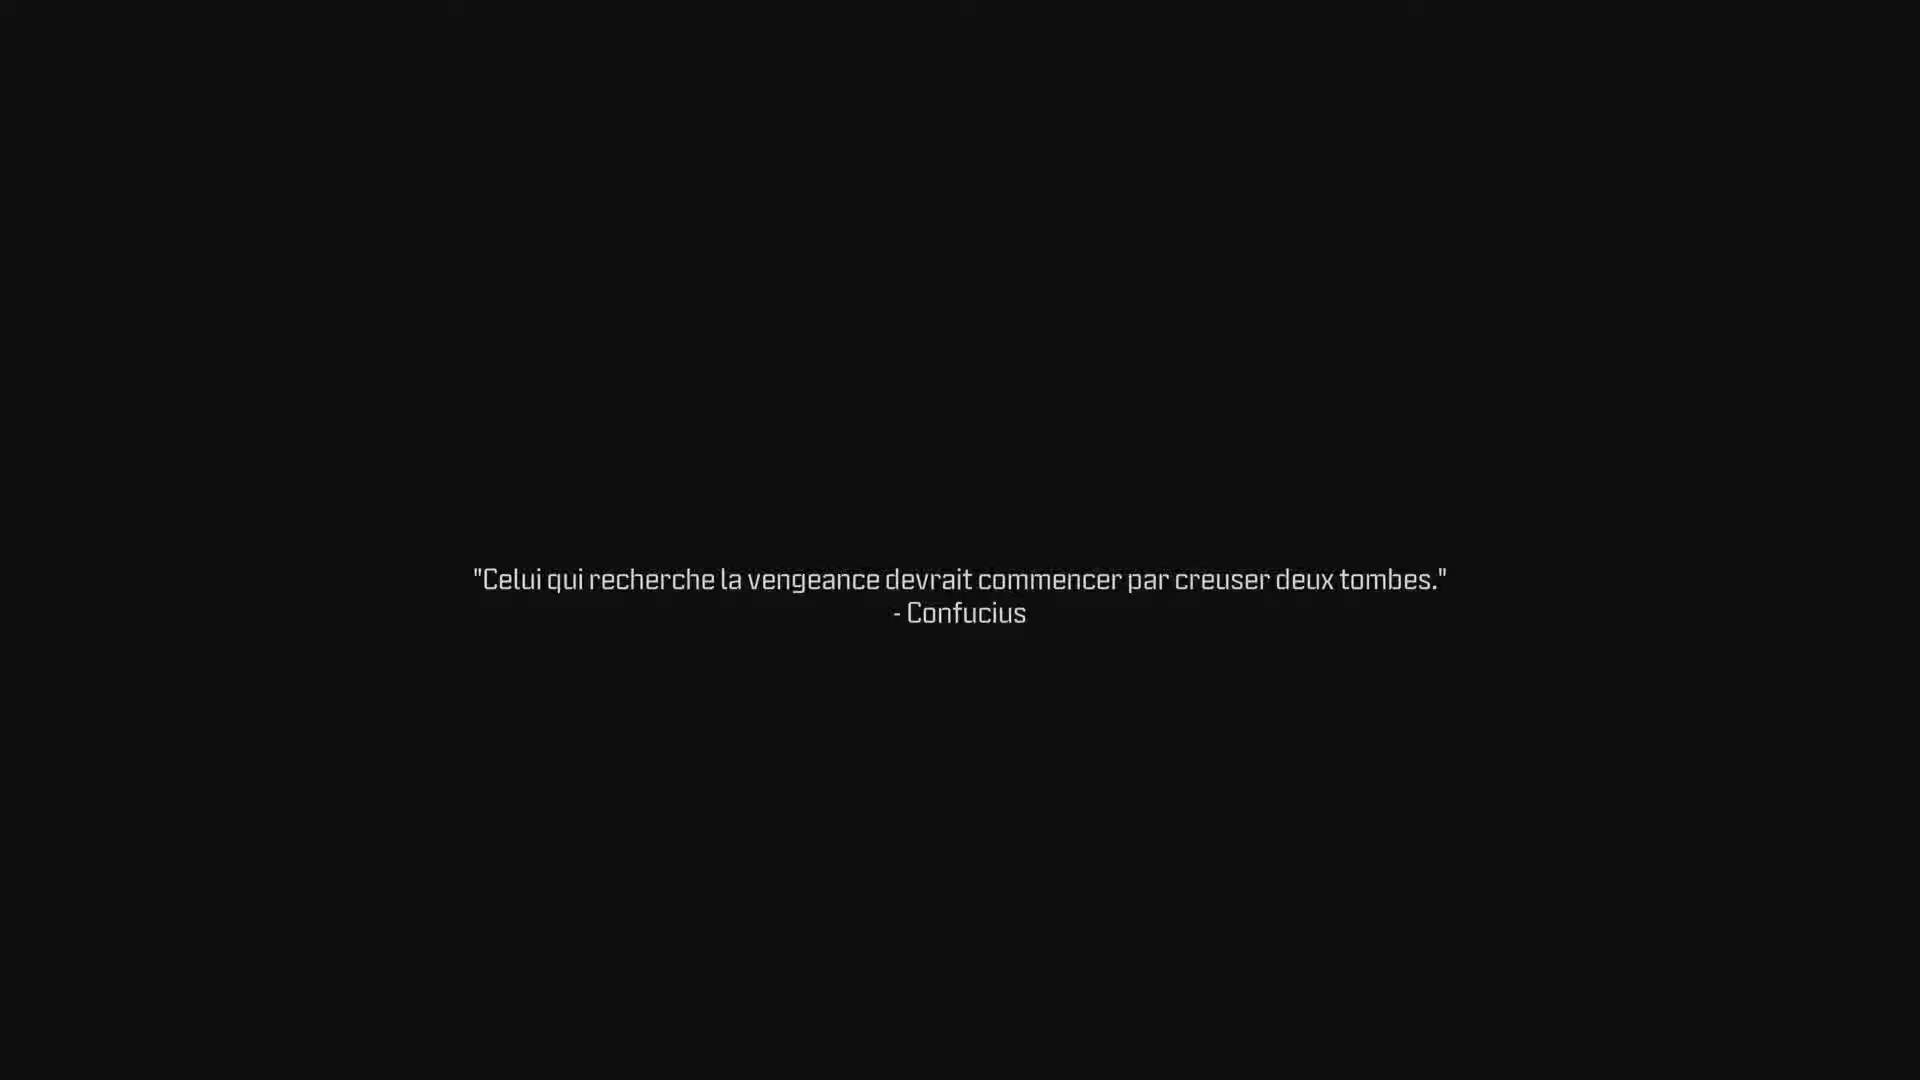 "Celui qui recherche la vengeance devrait commencer par creuser deux tombes."
- Confucius